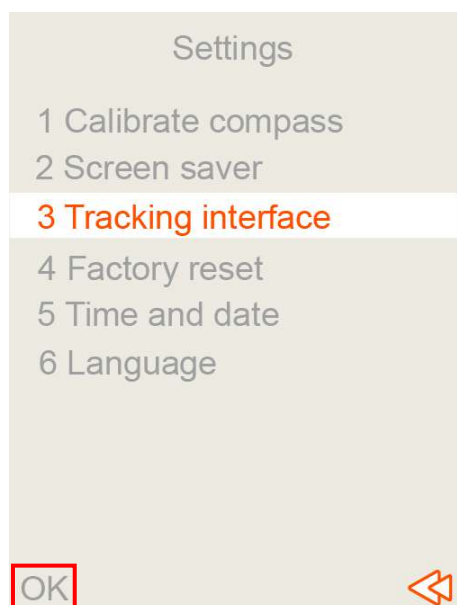 Settings
1 Calibrate compass
2 Screen saver
3 Tracking interface
4 Factory reset
5 Time and date
6 Language
OK